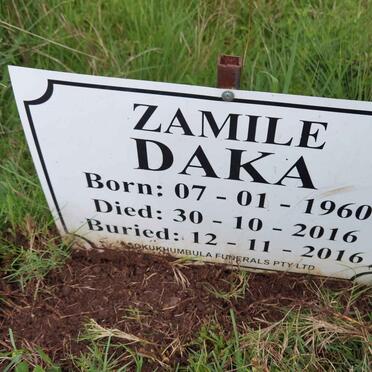 ZAMILE
DAKA
Born: 07 - 01 - 1960
Died: 30 - 10 - 2016
Buried: 12 - 11 - 2016
FUNERALS PTY LTD